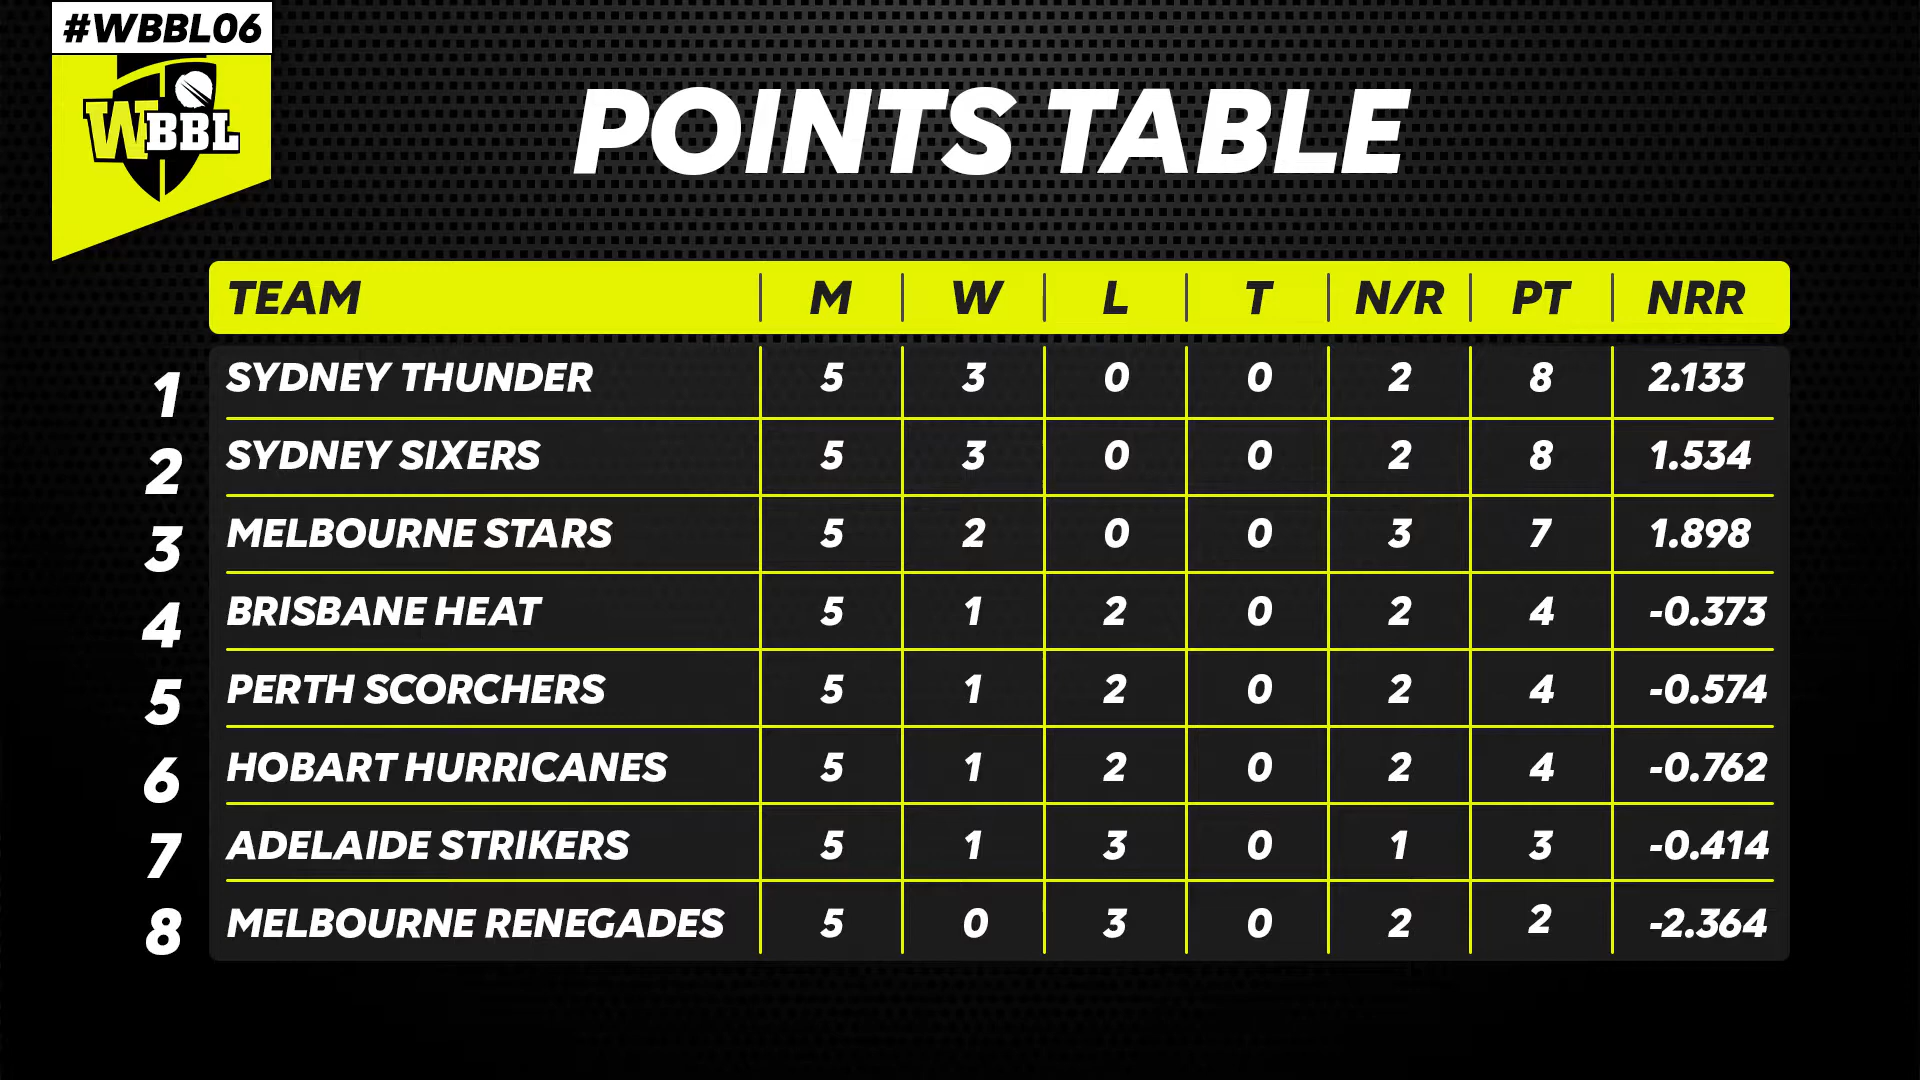 #WBBL06
WBBL
POINTS TABLE
TEAM M W L T N/R PT NRR
1 SYDNEY THUNDER 5 3 0 0 2 8 2.133
2 SYDNEY SIXERS 5 3 0 0 2 8 1.534
3 MELBOURNE STARS 5 2 0 0 3 7 1.898
4 BRISBANE HEAT 5 1 2 0 2 4 -0.373
5 PERTH SCORCHERS 5 1 2 0 2 4 -0.574
6 HOBART HURRICANES 5 1 2 0 2 4 -0.762
7 ADELAIDE STRIKERS 5 1 3 0 1 3 -0.414
8 MELBOURNE RENEGADES 5 0 3 0 2 2 -2.364